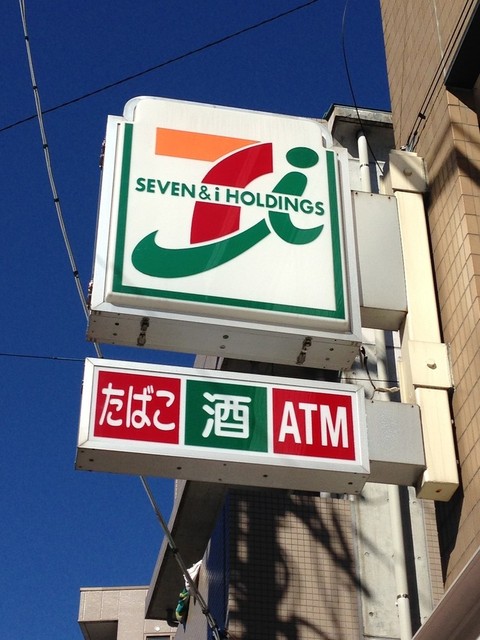 SEVEN & i HOLDINGS
たばこ 酒 ATM